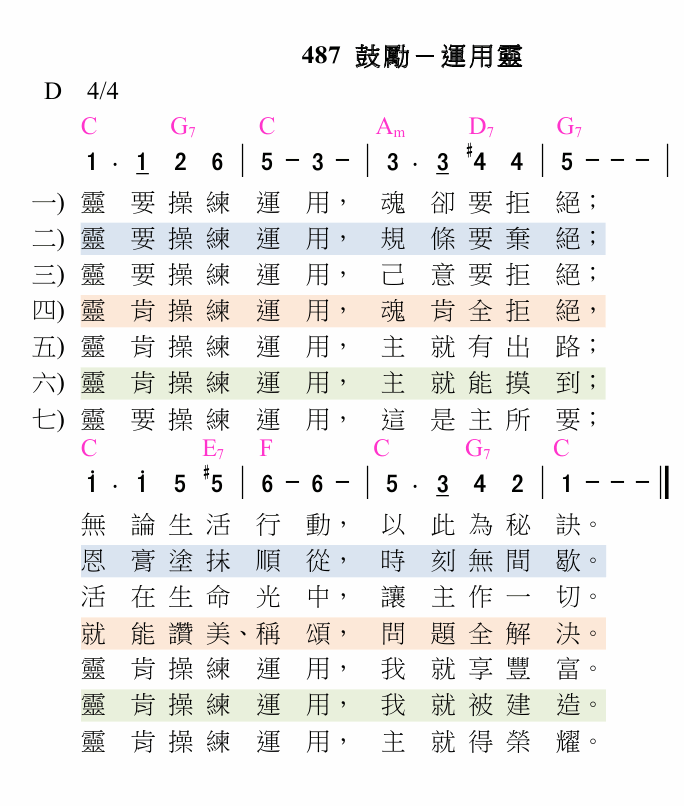 487 鼓勵－運用靈
D 4/4
C G7 C Am D7 G7
1 . 1 2 6 | 5 － 3 － | 3 . 3 #4 4 | 5 － － － |
一) 靈要操練運用，魂卻要拒絕；
二) 靈要操練運用，規條要棄絕；
三) 靈要操練運用，己意要拒絕；
四) 靈肯操練運用，魂肯全拒絕，
五) 靈肯操練運用，主就有出路；
六) 靈肯操練運用，主就能摸到；
七) 靈要操練運用，這是主所要；
C E7 F C G7 C
1̇ . 1̇ 5 #5 | 6 － 6 － | 5 . 3 4 2 | 1 － － － ||
無論生活行動，以此為秘訣。
恩膏塗抹順從，時刻無間歇。
活在生命光中，讓主作一切。
就能讚美、稱頌，問題全解決。
靈肯操練運用，我就享豐富。
靈肯操練運用，我就被建造。
靈肯操練運用，主就得榮耀。